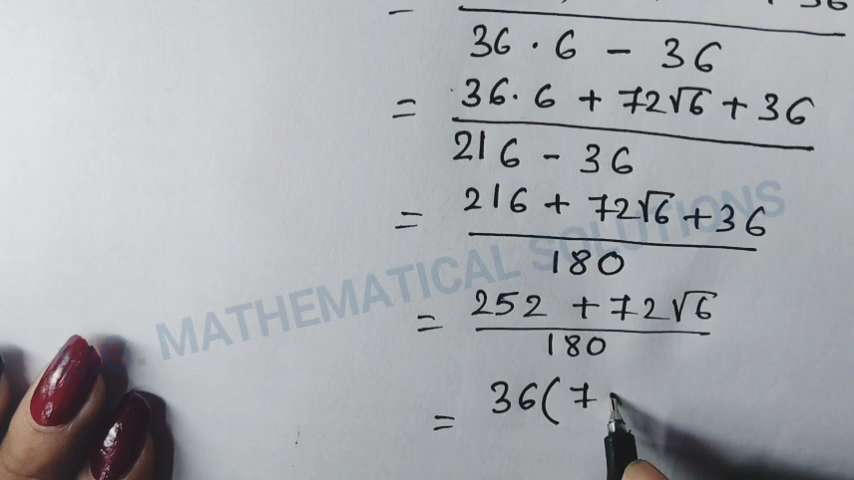 36 · 6 - 36
= 36 · 6 + 72√6 + 36
216 - 36
= 216 + 72√6 + 36
180
= 252 + 72√6
180
= 36(7
. MATHEMATICAL SOLUTIONS